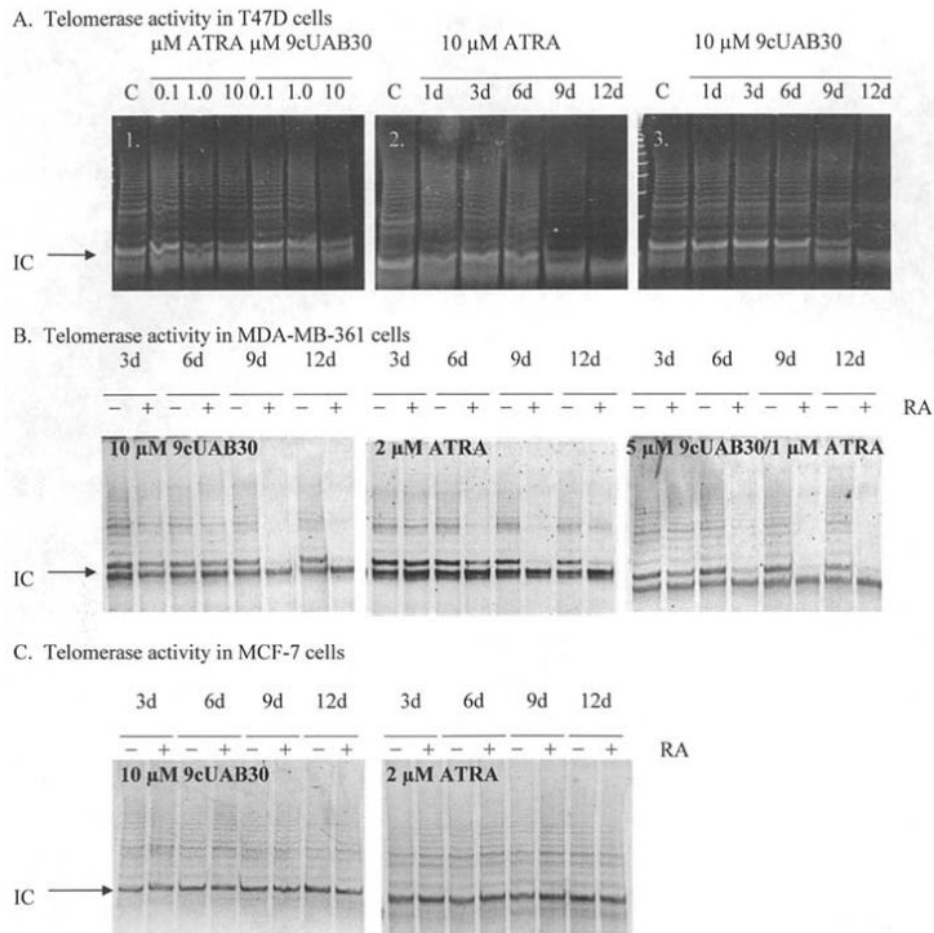 A. Telomerase activity in T47D cells
µM ATRA µM 9cUAB30 10 µM ATRA 10 µM 9cUAB30
C 0.1 1.0 10 0.1 1.0 10 C 1d 3d 6d 9d 12d C 1d 3d 6d 9d 12d
1. 2. 3.
IC
B. Telomerase activity in MDA-MB-361 cells
3d 6d 9d 12d 3d 6d 9d 12d 3d 6d 9d 12d
– + – + – + – + – + – + – + – + – + – + – + – + RA
10 µM 9cUAB30 2 µM ATRA 5 µM 9cUAB30/1 µM ATRA
IC
C. Telomerase activity in MCF-7 cells
3d 6d 9d 12d 3d 6d 9d 12d
– + – + – + – + – + – + – + – + RA
10 µM 9cUAB30 2 µM ATRA
IC